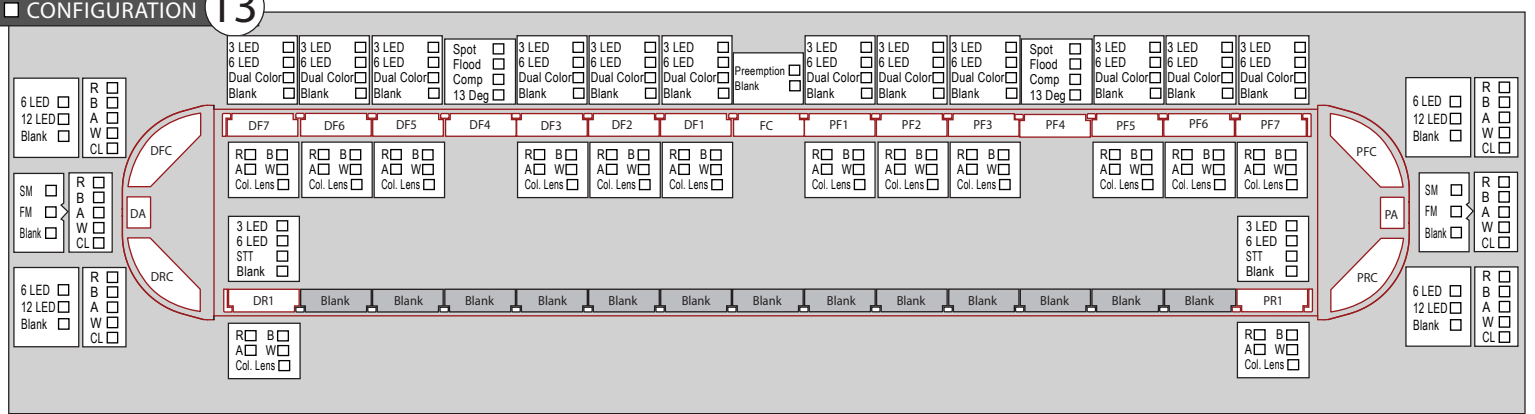 CONFIGURATION 13
3 LED 3 LED 3 LED Spot 3 LED 3 LED 3 LED 3 LED 3 LED 3 LED Spot 3 LED 3 LED 3 LED
6 LED 6 LED 6 LED Flood 6 LED 6 LED 6 LED Preemption 6 LED 6 LED 6 LED Flood 6 LED 6 LED 6 LED
Dual Color Dual Color Dual Color Comp Dual Color Dual Color Dual Color Blank Dual Color Dual Color Dual Color Comp Dual Color Dual Color Dual Color
Blank Blank Blank 13 Deg Blank Blank Blank Blank Blank Blank 13 Deg Blank Blank Blank
6 LED
12 LED
Blank
R
B
A
W
CL
6 LED
12 LED
Blank
R
B
A
W
CL
DFC
DF7 DF6 DF5 DF4 DF3 DF2 DF1 FC PF1 PF2 PF3 PF4 PF5 PF6 PF7
PFC
R B R B R B R B R B R B R B R B R B R B R B R B
A W A W A W A W A W A W A W A W A W A W A W A W
Col. Lens Col. Lens Col. Lens Col. Lens Col. Lens Col. Lens Col. Lens Col. Lens Col. Lens Col. Lens Col. Lens Col. Lens
SM
FM
Blank
R
B
A
W
CL
DA
PA
SM
FM
Blank
R
B
A
W
CL
3 LED
6 LED
STT
Blank
3 LED
6 LED
STT
Blank
6 LED
12 LED
Blank
R
B
A
W
CL
DRC
DR1 Blank Blank Blank Blank Blank Blank Blank Blank Blank Blank Blank Blank Blank PR1
PRC
6 LED
12 LED
Blank
R
B
A
W
CL
R B
A W
Col. Lens
R B
A W
Col. Lens